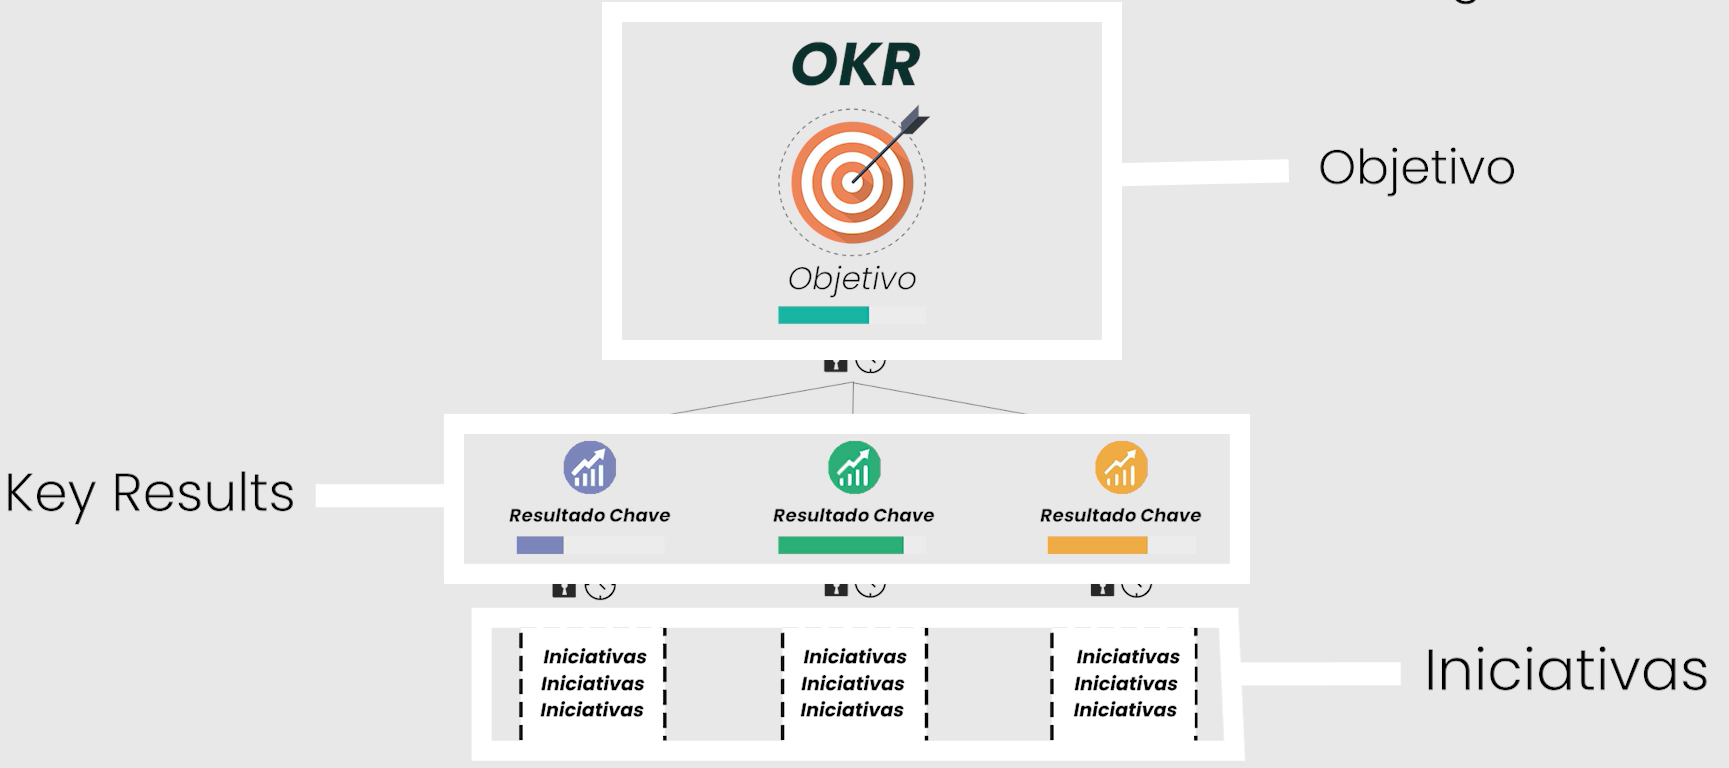 OKR
Objetivo
Objetivo
Key Results
Resultado Chave
Resultado Chave
Resultado Chave
Iniciativas
Iniciativas
Iniciativas
Iniciativas
Iniciativas
Iniciativas
Iniciativas
Iniciativas
Iniciativas
Iniciativas